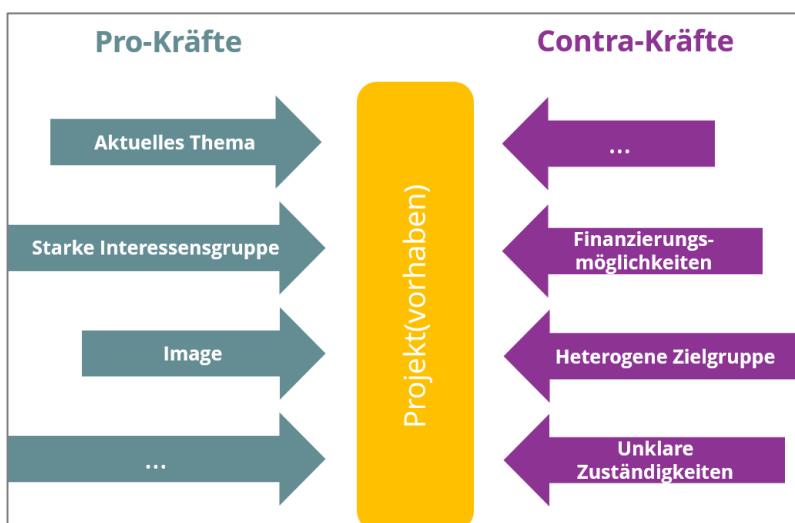 Pro-Kräfte
Contra-Kräfte
Aktuelles Thema
Starke Interessensgruppe
Image
...
Projekt(vorhaben)
...
Finanzierungs-
möglichkeiten
Heterogene Zielgruppe
Unklare
Zuständigkeiten